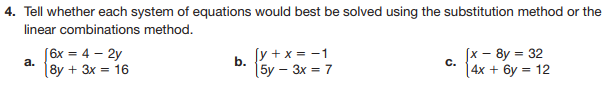 4. Tell whether each system of equations would best be solved using the substitution method or the
linear combinations method.
a. {6x = 4 − 2y
8y + 3x = 16
b. {y + x = −1
5y − 3x = 7
c. {x − 8y = 32
4x + 6y = 12